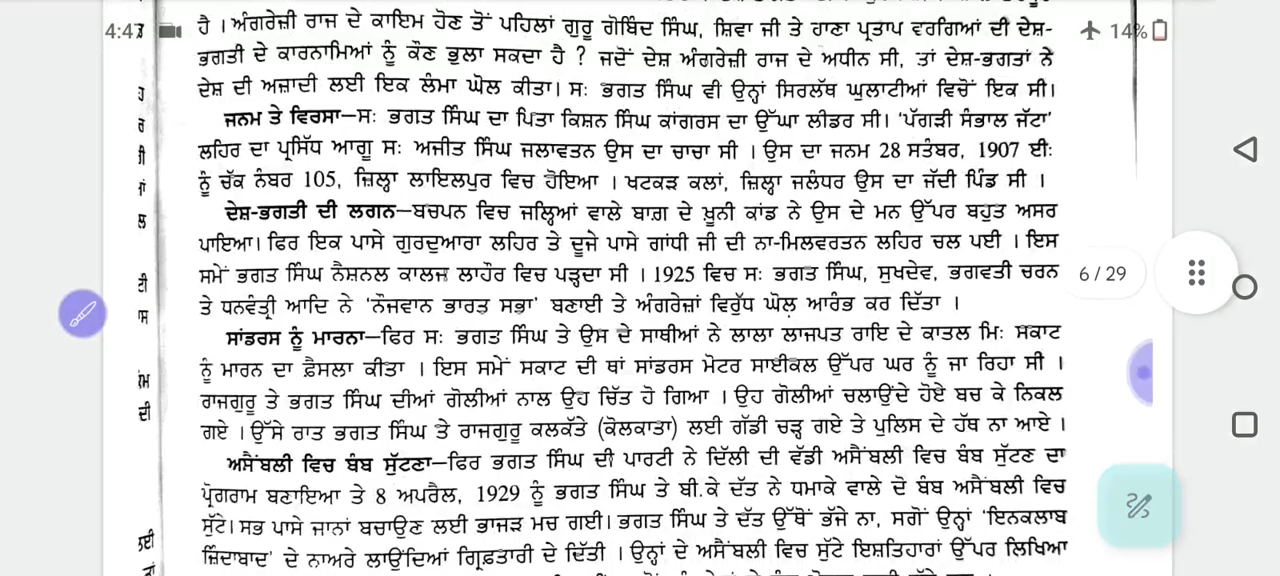 ਹੈ । ਅੰਗਰੇਜ਼ੀ ਰਾਜ ਦੇ ਕਾਇਮ ਹੋਣ ਤੋਂ ਪਹਿਲਾਂ ਗੁਰੂ ਗੋਬਿੰਦ ਸਿੰਘ, ਸ਼ਿਵਾ ਜੀ ਤੇ ਹਾਣਾ ਪ੍ਰਤਾਪ ਵਰਗਿਆਂ ਦੀ ਦੇਸ਼-
4:47
14%
ਭਗਤੀ ਦੇ ਕਾਰਨਾਮਿਆਂ ਨੂੰ ਕੌਣ ਭੁਲਾ ਸਕਦਾ ਹੈ ? ਜਦੋਂ ਦੇਸ਼ ਅੰਗਰੇਜ਼ੀ ਰਾਜ ਦੇ ਅਧੀਨ ਸੀ, ਤਾਂ ਦੇਸ਼-ਭਗਤਾਂ ਨੇ
ਦੇਸ਼ ਦੀ ਅਜ਼ਾਦੀ ਲਈ ਇਕ ਲੰਮਾ ਘੋਲ ਕੀਤਾ। ਸਃ ਭਗਤ ਸਿੰਘ ਵੀ ਉਨ੍ਹਾਂ ਸਿਰਲੱਥ ਘੁਲਾਟੀਆਂ ਵਿਚੋਂ ਇਕ ਸੀ।
ਜਨਮ ਤੇ ਵਿਰਸਾ—ਸਃ ਭਗਤ ਸਿੰਘ ਦਾ ਪਿਤਾ ਕਿਸ਼ਨ ਸਿੰਘ ਕਾਂਗਰਸ ਦਾ ਉੱਘਾ ਲੀਡਰ ਸੀ। 'ਪੱਗੜੀ ਸੰਭਾਲ ਜੱਟਾ'
ਲਹਿਰ ਦਾ ਪ੍ਰਸਿੱਧ ਆਗੂ ਸਃ ਅਜੀਤ ਸਿੰਘ ਜਲਾਵਤਨ ਉਸ ਦਾ ਚਾਚਾ ਸੀ । ਉਸ ਦਾ ਜਨਮ 28 ਸਤੰਬਰ, 1907 ਈਃ
ਨੂੰ ਚੱਕ ਨੰਬਰ 105, ਜ਼ਿਲ੍ਹਾ ਲਾਇਲਪੁਰ ਵਿਚ ਹੋਇਆ । ਖਟਕੜ ਕਲਾਂ, ਜ਼ਿਲ੍ਹਾ ਜਲੰਧਰ ਉਸ ਦਾ ਜੱਦੀ ਪਿੰਡ ਸੀ ।
ਦੇਸ਼-ਭਗਤੀ ਦੀ ਲਗਨ—ਬਚਪਨ ਵਿਚ ਜਲ੍ਹਿਆਂ ਵਾਲੇ ਬਾਗ਼ ਦੇ ਖ਼ੂਨੀ ਕਾਂਡ ਨੇ ਉਸ ਦੇ ਮਨ ਉੱਪਰ ਬਹੁਤ ਅਸਰ
ਪਾਇਆ। ਫਿਰ ਇਕ ਪਾਸੇ ਗੁਰਦੁਆਰਾ ਲਹਿਰ ਤੇ ਦੂਜੇ ਪਾਸੇ ਗਾਂਧੀ ਜੀ ਦੀ ਨਾ-ਮਿਲਵਰਤਨ ਲਹਿਰ ਚਲ ਪਈ । ਇਸ
ਸਮੇਂ ਭਗਤ ਸਿੰਘ ਨੈਸ਼ਨਲ ਕਾਲਜ ਲਾਹੌਰ ਵਿਚ ਪੜ੍ਹਦਾ ਸੀ । 1925 ਵਿਚ ਸਃ ਭਗਤ ਸਿੰਘ, ਸੁਖਦੇਵ, ਭਗਵਤੀ ਚਰਨ
6 / 29
ਤੇ ਧਨਵੰਤ੍ਰੀ ਆਦਿ ਨੇ 'ਨੌਜਵਾਨ ਭਾਰਤ ਸਭਾ' ਬਣਾਈ ਤੇ ਅੰਗਰੇਜ਼ਾਂ ਵਿਰੁੱਧ ਘੋਲ ਆਰੰਭ ਕਰ ਦਿੱਤਾ ।
ਸਾਂਡਰਸ ਨੂੰ ਮਾਰਨਾ—ਫਿਰ ਸਃ ਭਗਤ ਸਿੰਘ ਤੇ ਉਸ ਦੇ ਸਾਥੀਆਂ ਨੇ ਲਾਲਾ ਲਾਜਪਤ ਰਾਇ ਦੇ ਕਾਤਲ ਮਿਃ ਸਕਾਟ
ਨੂੰ ਮਾਰਨ ਦਾ ਫ਼ੈਸਲਾ ਕੀਤਾ । ਇਸ ਸਮੇਂ ਸਕਾਟ ਦੀ ਥਾਂ ਸਾਂਡਰਸ ਮੋਟਰ ਸਾਈਕਲ ਉੱਪਰ ਘਰ ਨੂੰ ਜਾ ਰਿਹਾ ਸੀ ।
ਰਾਜਗੁਰੂ ਤੇ ਭਗਤ ਸਿੰਘ ਦੀਆਂ ਗੋਲੀਆਂ ਨਾਲ ਉਹ ਚਿੱਤ ਹੋ ਗਿਆ । ਉਹ ਗੋਲੀਆਂ ਚਲਾਉਂਦੇ ਹੋਏ ਬਚ ਕੇ ਨਿਕਲ
ਗਏ । ਉੱਸੇ ਰਾਤ ਭਗਤ ਸਿੰਘ ਤੇ ਰਾਜਗੁਰੂ ਕਲਕੱਤੇ (ਕੋਲਕਾਤਾ) ਲਈ ਗੱਡੀ ਚੜ੍ਹ ਗਏ ਤੇ ਪੁਲਿਸ ਦੇ ਹੱਥ ਨਾ ਆਏ ।
ਅਸੈਂਬਲੀ ਵਿਚ ਬੰਬ ਸੁੱਟਣਾ—ਫਿਰ ਭਗਤ ਸਿੰਘ ਦੀ ਪਾਰਟੀ ਨੇ ਦਿੱਲੀ ਦੀ ਵੱਡੀ ਅਸੈਂਬਲੀ ਵਿਚ ਬੰਬ ਸੁੱਟਣ ਦਾ
ਪ੍ਰੋਗਰਾਮ ਬਣਾਇਆ ਤੇ 8 ਅਪਰੈਲ, 1929 ਨੂੰ ਭਗਤ ਸਿੰਘ ਤੇ ਬੀ.ਕੇ ਦੱਤ ਨੇ ਧਮਾਕੇ ਵਾਲੇ ਦੋ ਬੰਬ ਅਸੈਂਬਲੀ ਵਿਚ
ਸੁੱਟੇ। ਸਭ ਪਾਸੇ ਜਾਨਾਂ ਬਚਾਉਣ ਲਈ ਭਾਜੜ ਮਚ ਗਈ। ਭਗਤ ਸਿੰਘ ਤੇ ਦੱਤ ਉੱਥੋਂ ਭੱਜੇ ਨਾ, ਸਗੋਂ ਉਨ੍ਹਾਂ 'ਇਨਕਲਾਬ
ਜ਼ਿੰਦਾਬਾਦ' ਦੇ ਨਾਅਰੇ ਲਾਉਂਦਿਆਂ ਗ੍ਰਿਫ਼ਤਾਰੀ ਦੇ ਦਿੱਤੀ । ਉਨ੍ਹਾਂ ਦੇ ਅਸੈਂਬਲੀ ਵਿਚ ਸੁੱਟੇ ਇਸ਼ਤਿਹਾਰਾਂ ਉੱਪਰ ਲਿਖਿਆ